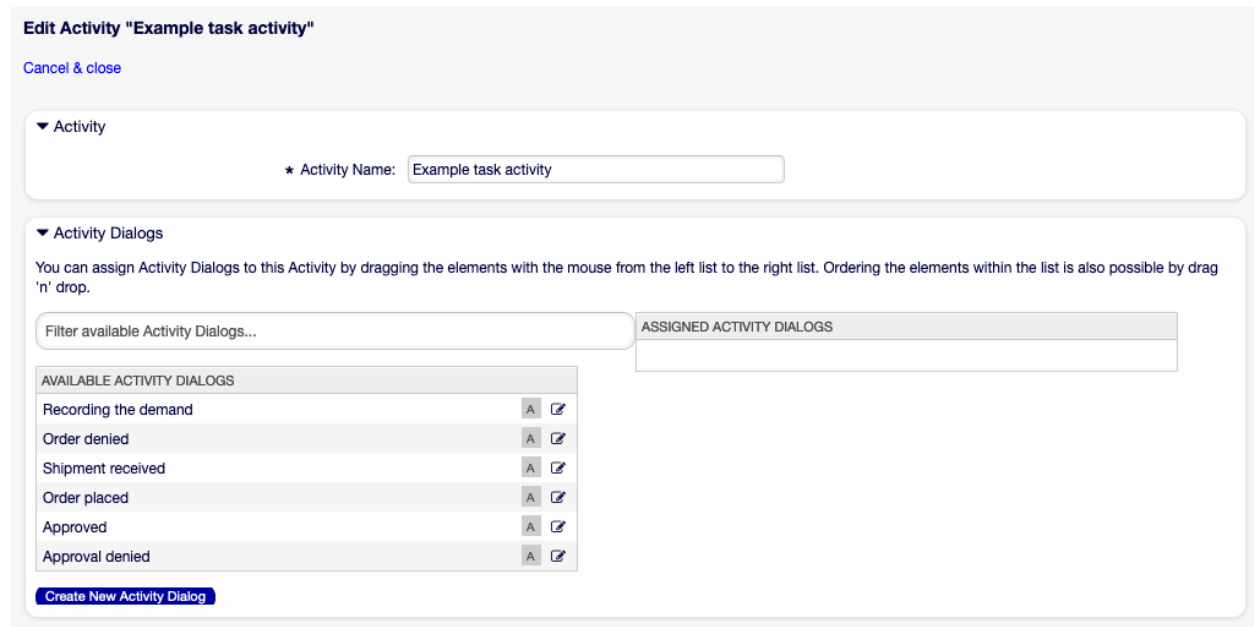 Edit Activity "Example task activity"
Cancel & close
Activity
★ Activity Name: Example task activity
Activity Dialogs
You can assign Activity Dialogs to this Activity by dragging the elements with the mouse from the left list to the right list. Ordering the elements within the list is also possible by drag
'n' drop.
Filter available Activity Dialogs...
ASSIGNED ACTIVITY DIALOGS
AVAILABLE ACTIVITY DIALOGS
Recording the demand A
Order denied A
Shipment received A
Order placed A
Approved A
Approval denied A
Create New Activity Dialog